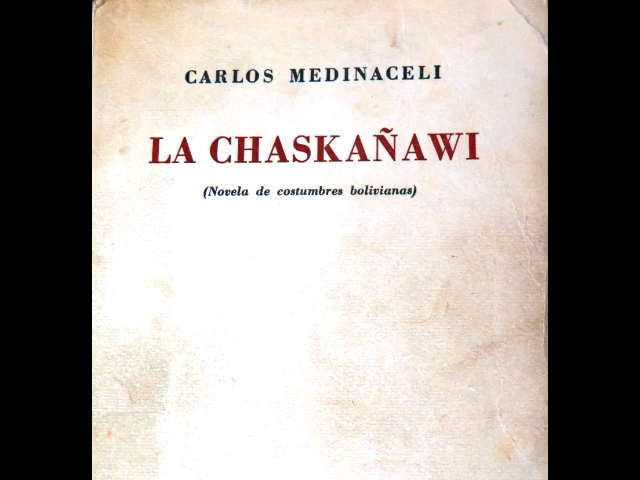 CARLOS MEDINACELI
LA CHASKAÑAWI
(Novela de costumbres bolivianas)